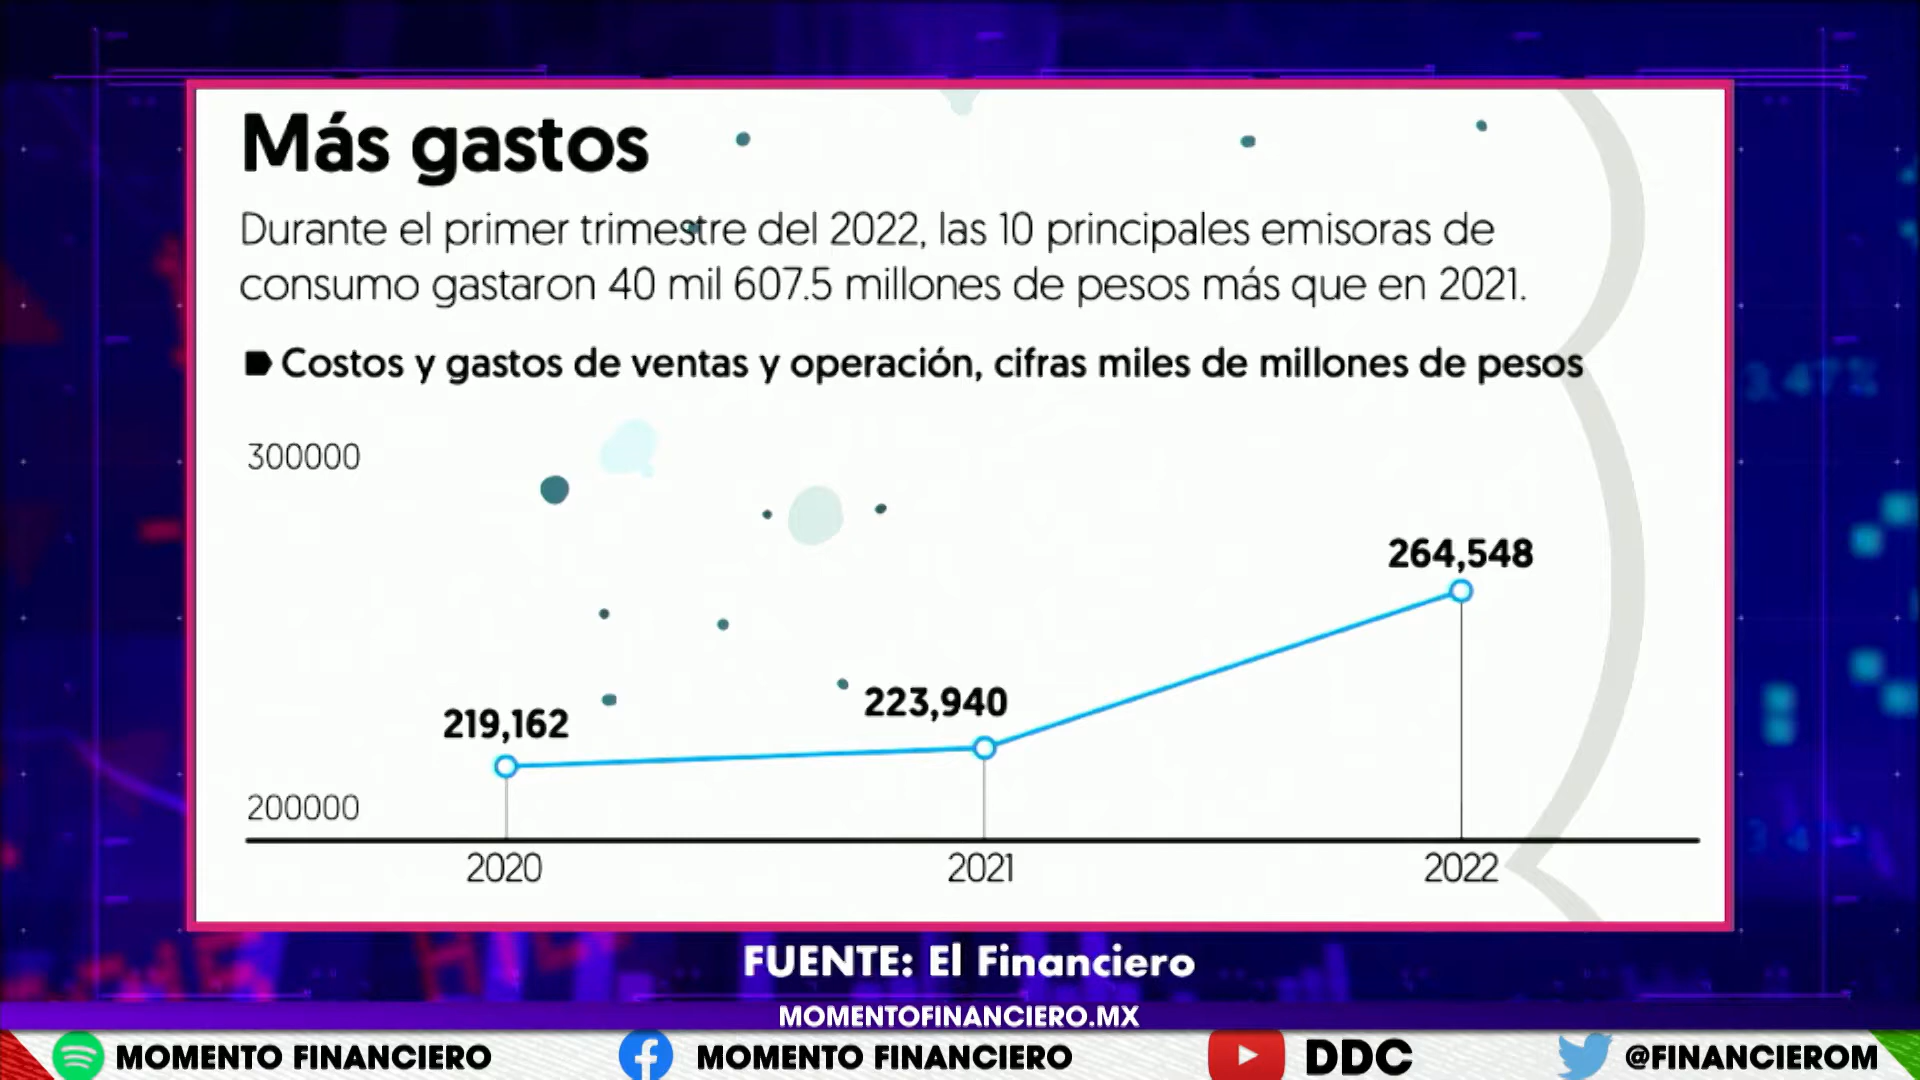 Más gastos
Durante el primer trimestre del 2022, las 10 principales emisoras de
consumo gastaron 40 mil 607.5 millones de pesos más que en 2021.
Costos y gastos de ventas y operación, cifras miles de millones de pesos
300000
264,548
223,940
219,162
200000
2020 2021 2022
3.47%
FUENTE: El Financiero
MOMENTOFINANCIERO.MX
MOMENTO FINANCIERO MOMENTO FINANCIERO DDC @FINANCIEROM